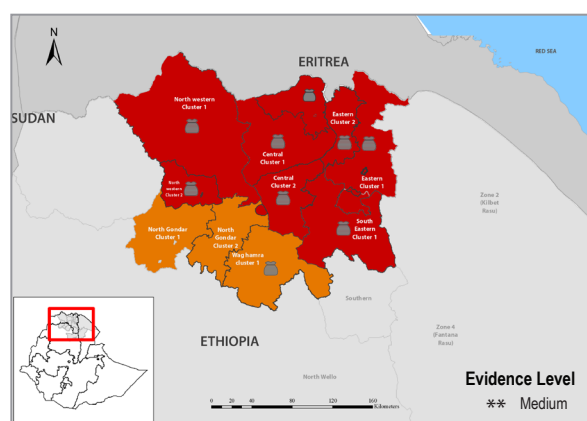 N
RED SEA
ERITREA
SUDAN
North western
Cluster 1
Eastern
Cluster 2
Central
Cluster 1
North
western
Cluster 2
Central
Cluster 2
Eastern
Cluster 1
Zone 2
(Kilbet
Rasu)
North Gondar
Cluster 1
North
Gondar
Cluster 2
South
Eastern
Cluster 1
Wag hamra
cluster 1
Southern
Zone 4
(Fantana
Rasu)
ETHIOPIA
North Wello
Evidence Level
** Medium
0 20 40 80 120 160
Kilometers